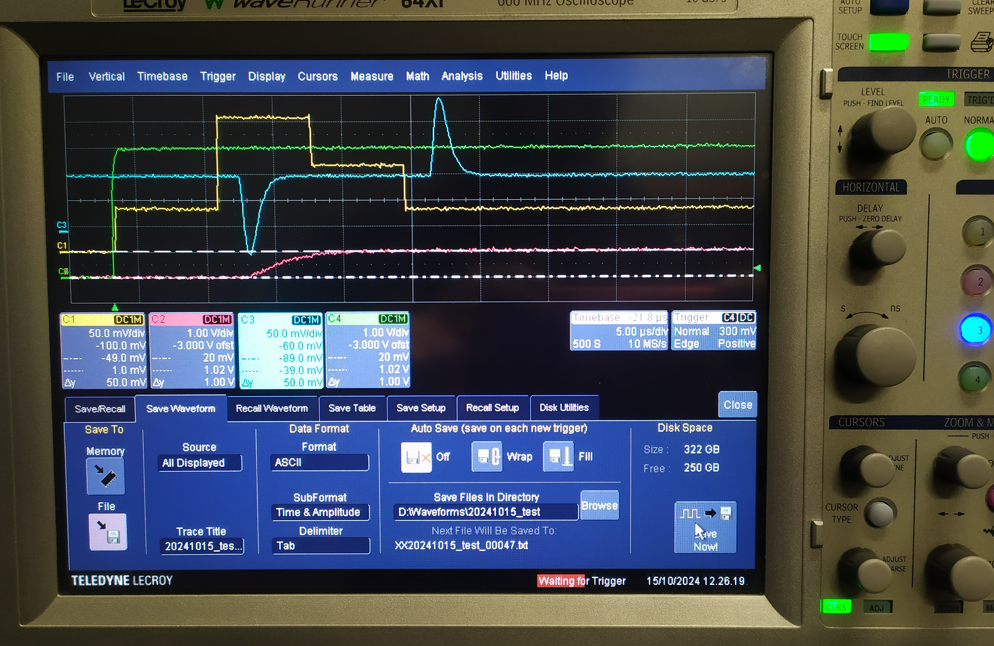 LeCroy waveRunner 64Xi 000 MHz Oscilloscope 10 GS/s
AUTO SETUP
CLEAR SWEEPS
TOUCH SCREEN
File Vertical Timebase Trigger Display Cursors Measure Math Analysis Utilities Help
TRIGGER
LEVEL
PUSH - FIND LEVEL
READY
TRIG'D
AUTO
NORMAL
HORIZONTAL
DELAY
PUSH - ZERO DELAY
1
2
S
ns
3
4
C3
C1
C1 DC1M
50.0 mV/div
-100.0 mV
-49.0 mV
1.0 mV
Δy 50.0 mV
C2 DC1M
1.00 V/div
-3.000 V ofst
20 mV
1.02 V
Δy 1.00 V
C3 DC1M
50.0 mV/div
-60.0 mV
-89.0 mV
-39.0 mV
Δy 50.0 mV
C4 DC1M
1.00 V/div
-3.000 V ofst
20 mV
1.02 V
Δy 1.00 V
Timebase -21.8 µs
5.00 µs/div
500 S 10 MS/s
Trigger C4 DC
Normal 300 mV
Edge Positive
Save/Recall Save Waveform Recall Waveform Save Table Save Setup Recall Setup Disk Utilities
Close
Save To
Memory
File
Source
All Displayed
Trace Title
20241015_tes...
Data Format
Format
ASCII
SubFormat
Time & Amplitude
Delimiter
Tab
Auto Save (save on each new trigger)
Off Wrap Fill
Save Files In Directory
D:\Waveforms\20241015_test
Browse
Next File Will Be Saved To:
XX20241015_test_00047.txt
Disk Space
Size : 322 GB
Free : 250 GB
Now!
TELEDYNE LECROY
Waiting for Trigger
15/10/2024 12.26.19
CURSORS
ZOOM & M
PUSH
CURSOR
TYPE
ADJUST
CURS
ADJ